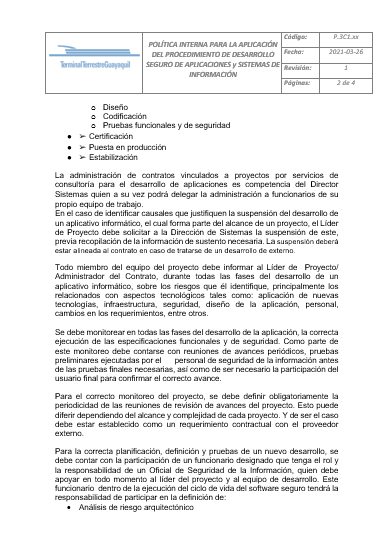 TerminalTerrestreGuayaquil
POLÍTICA INTERNA PARA LA APLICACIÓN
DEL PROCEDIMIENTO DE DESARROLLO
SEGURO DE APLICACIONES y SISTEMAS DE
INFORMACIÓN
Código: P.3C1.xx
Fecha: 2021-03-26
Revisión: 1
Páginas: 2 de 4
o Diseño
o Codificación
o Pruebas funcionales y de seguridad
● ➢ Certificación
● ➢ Puesta en producción
● ➢ Estabilización
La administración de contratos vinculados a proyectos por servicios de
consultoría para el desarrollo de aplicaciones es competencia del Director
Sistemas quien a su vez podrá delegar la administración a funcionarios de su
propio equipo de trabajo.
En el caso de identificar causales que justifiquen la suspensión del desarrollo de
un aplicativo informático, el cual forma parte del alcance de un proyecto, el Líder
de Proyecto debe solicitar a la Dirección de Sistemas la suspensión de este,
previa recopilación de la información de sustento necesaria. La suspensión deberá
estar alineada al contrato en caso de tratarse de un desarrollo de externo.
Todo miembro del equipo del proyecto debe informar al Líder de Proyecto/
Administrador del Contrato, durante todas las fases del desarrollo de un
aplicativo informático, sobre los riesgos que él identifique, principalmente los
relacionados con aspectos tecnológicos tales como: aplicación de nuevas
tecnologías, infraestructura, seguridad, diseño de la aplicación, personal,
cambios en los requerimientos, entre otros.
Se debe monitorear en todas las fases del desarrollo de la aplicación, la correcta
ejecución de las especificaciones funcionales y de seguridad. Como parte de
este monitoreo debe contarse con reuniones de avances periódicos, pruebas
preliminares ejecutadas por el personal de seguridad de la información antes
de las pruebas finales necesarias, así como de ser necesario la participación del
usuario final para confirmar el correcto avance.
Para el correcto monitoreo del proyecto, se debe definir obligatoriamente la
periodicidad de las reuniones de revisión de avances del proyecto. Esto puede
diferir dependiendo del alcance y complejidad de cada proyecto. Y de ser el caso
debe estar establecido como un requerimiento contractual con el proveedor
externo.
Para la correcta planificación, definición y pruebas de un nuevo desarrollo, se
debe contar con la participación de un funcionario designado que tenga el rol y
la responsabilidad de un Oficial de Seguridad de la Información, quien debe
apoyar en todo momento al líder del proyecto y al equipo de desarrollo. Este
funcionario dentro de la ejecución del ciclo de vida del software seguro tendrá la
responsabilidad de participar en la definición de:
● Análisis de riesgo arquitectónico